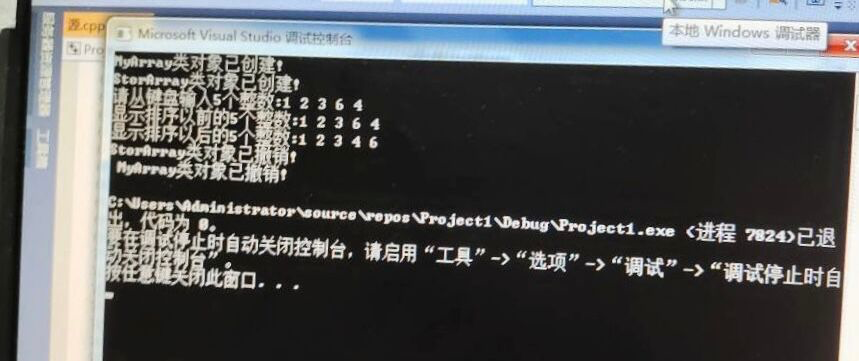 源.cpp
Microsoft Visual Studio 调试控制台
本地 Windows 调试器
MyArray类对象已创建!
StorArray类对象已创建!
请从键盘输入5个整数:1 2 3 6 4
显示排序以前的5个整数:1 2 3 6 4
显示排序以后的5个整数:1 2 3 4 6
StorArray类对象已撤销!
MyArray类对象已撤销!
C:\Users\Administrator\source\repos\Project1\Debug\Project1.exe (进程 7824)已退
出,代码为 0。
要在调试停止时自动关闭控制台,请启用“工具”->“选项”->“调试”->“调试停止时自
动关闭控制台”。
按任意键关闭此窗口. . .